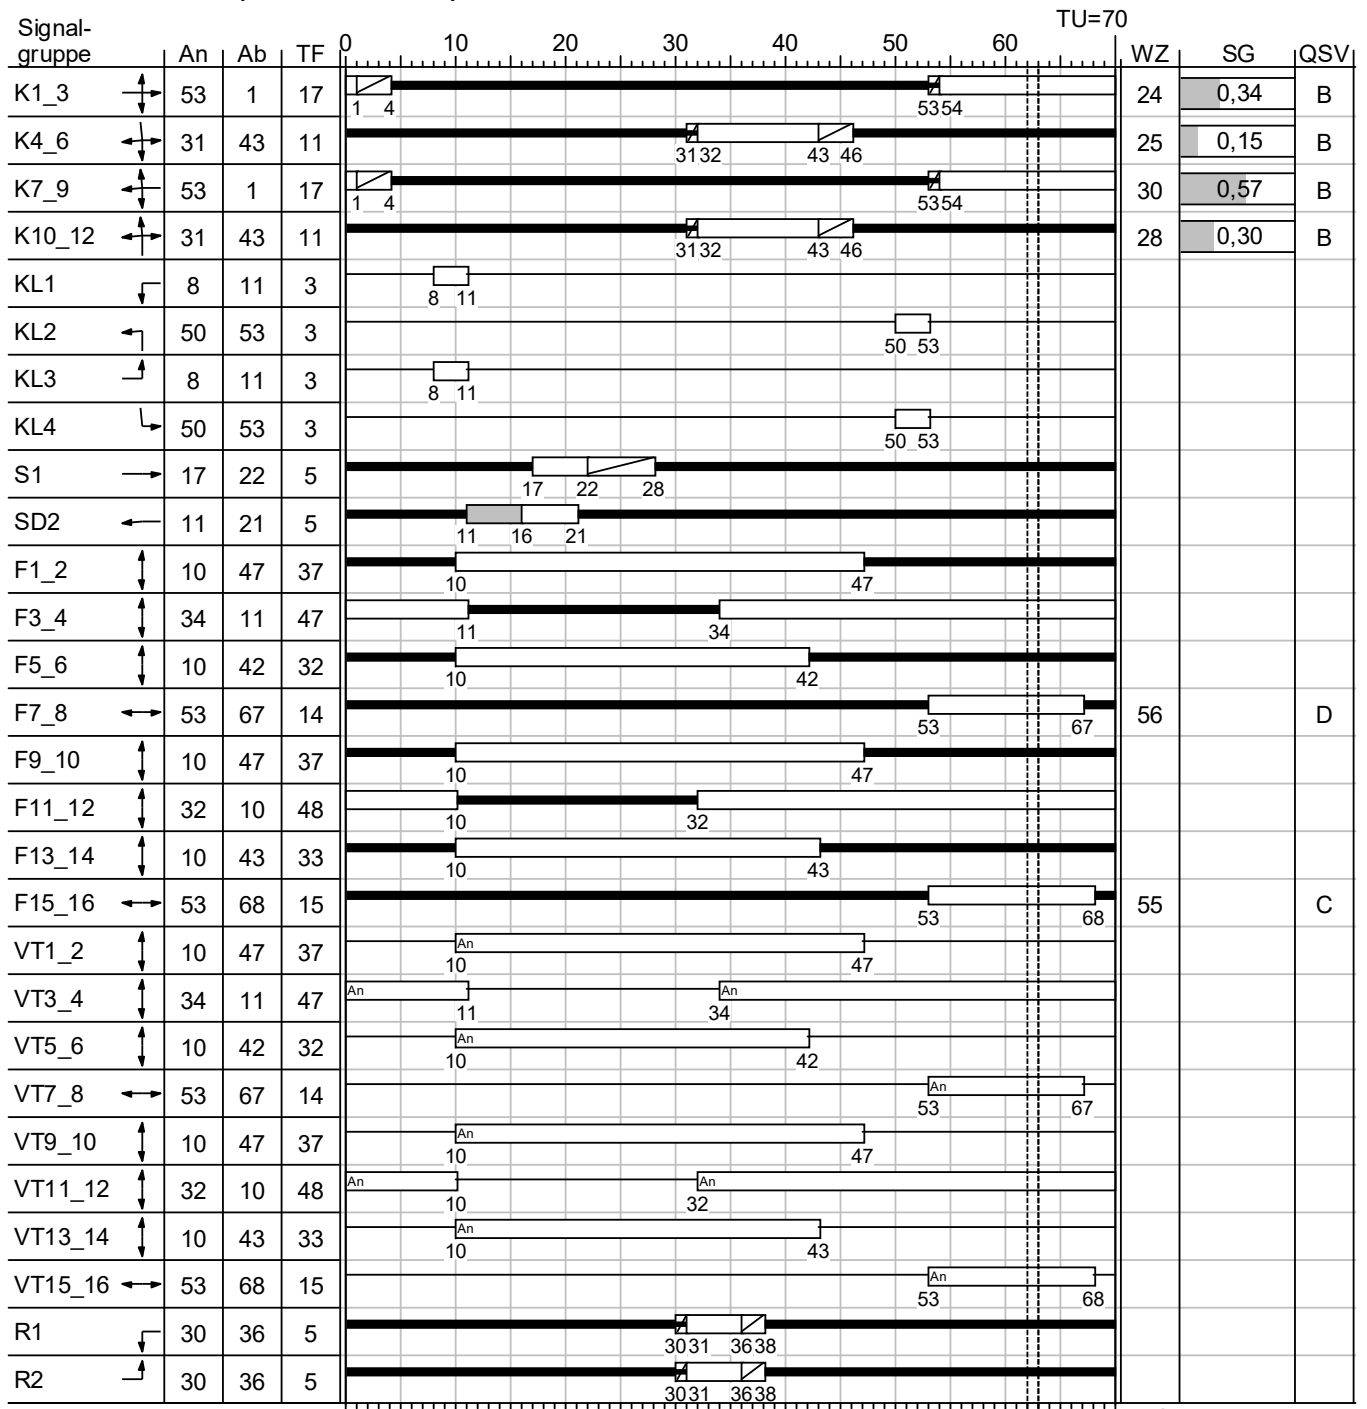 TU=70
Signal-
gruppe An Ab TF 0 10 20 30 40 50 60 WZ SG QSV
K1_3 53 1 17 1 4 53 54 24 0,34 B
K4_6 31 43 11 31 32 43 46 25 0,15 B
K7_9 53 1 17 1 4 53 54 30 0,57 B
K10_12 31 43 11 31 32 43 46 28 0,30 B
KL1 8 11 3 8 11
KL2 50 53 3 50 53
KL3 8 11 3 8 11
KL4 50 53 3 50 53
S1 17 22 5 17 22 28
SD2 11 21 5 11 16 21
F1_2 10 47 37 10 47
F3_4 34 11 47 11 34
F5_6 10 42 32 10 42
F7_8 53 67 14 53 67 56 D
F9_10 10 47 37 10 47
F11_12 32 10 48 10 32
F13_14 10 43 33 10 43
F15_16 53 68 15 53 68 55 C
VT1_2 10 47 37 An 10 47
VT3_4 34 11 47 An 11 An 34
VT5_6 10 42 32 An 10 42
VT7_8 53 67 14 An 53 67
VT9_10 10 47 37 An 10 47
VT11_12 32 10 48 An 10 An 32
VT13_14 10 43 33 An 10 43
VT15_16 53 68 15 An 53 68
R1 30 36 5 30 31 36 38
R2 30 36 5 30 31 36 38